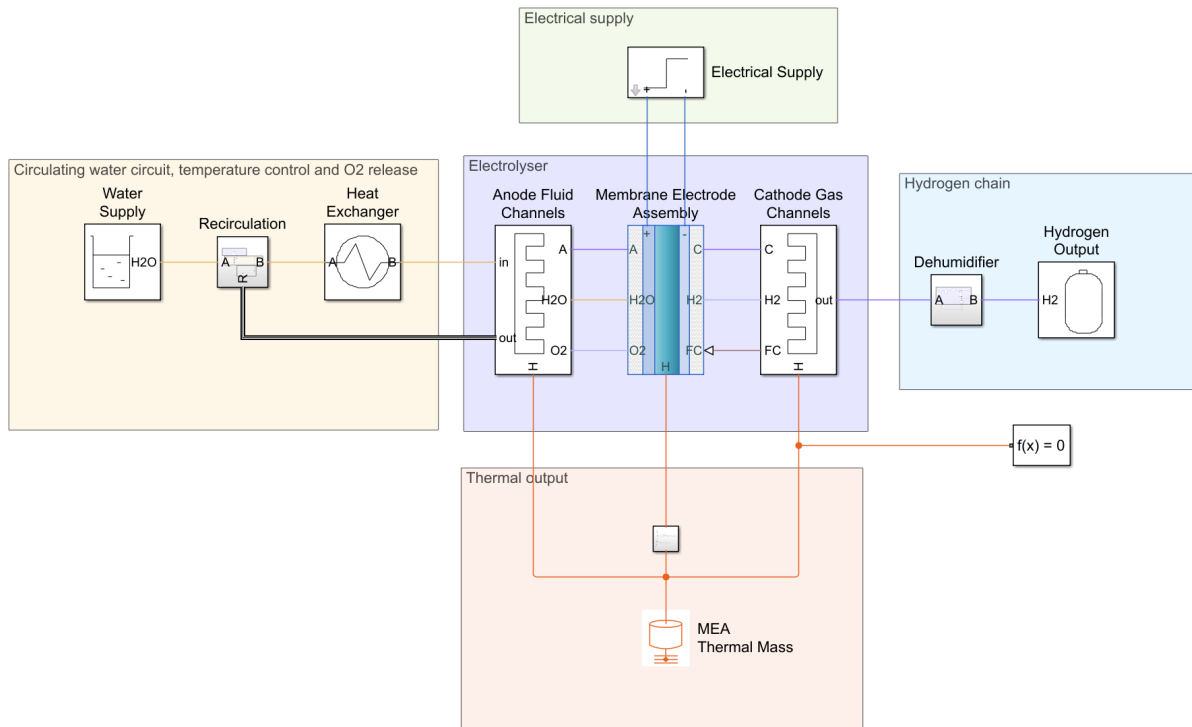 Electrical supply
+
-
Electrical Supply
Circulating water circuit, temperature control and O2 release
Water
Supply
H2O
Recirculation
A
B
R
Heat
Exchanger
A
B
Electrolyser
Anode Fluid
Channels
in
out
A
H2O
O2
H
Membrane Electrode
Assembly
+
-
A
C
H2O
H2
O2
FC
H
Cathode Gas
Channels
C
H2
FC
out
H
Hydrogen chain
Dehumidifier
A
B
Hydrogen
Output
H2
f(x) = 0
Thermal output
MEA
Thermal Mass